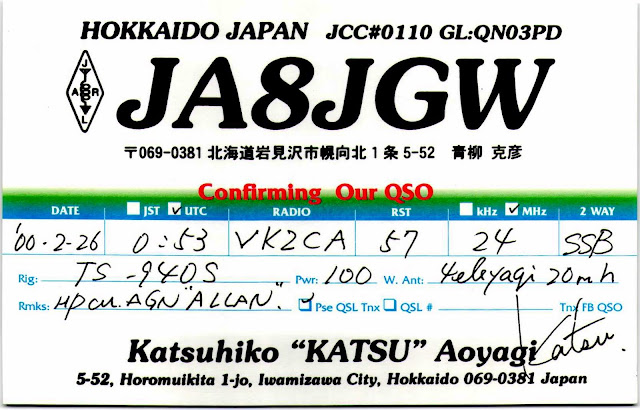 HOKKAIDO JAPAN JCC#0110 GL:QN03PD
JARL
JA8JGW
〒069-0381 北海道岩見沢市幌向北1条5-52 青柳 克彦
Confirming Our QSO
DATE JST UTC RADIO RST kHz MHz 2 WAY
'00-2-26 0:53 VK2CA 57 24 SSB
Rig: TS-940S Pwr: 100 W. Ant: 4eleyagi 20mh
Rmks: HPCU. AGN "ALLAN". Pse QSL Tnx QSL # Tnx FB QSO
Katsu.
Katsuhiko "KATSU" Aoyagi
5-52, Horomuikita 1-jo, Iwamizawa City, Hokkaido 069-0381 Japan